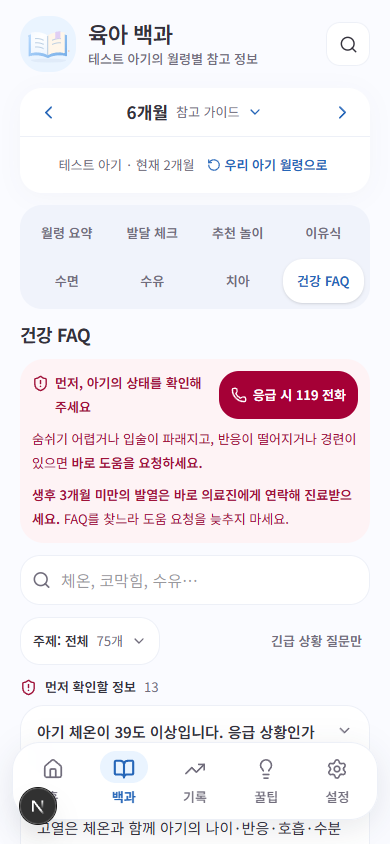 육아 백과
테스트 아기의 월령별 참고 정보
6개월 참고 가이드
테스트 아기 · 현재 2개월 우리 아기 월령으로
월령 요약 발달 체크 추천 놀이 이유식
수면 수유 치아 건강 FAQ
건강 FAQ
먼저, 아기의 상태를 확인해
주세요
응급 시 119 전화
숨쉬기 어렵거나 입술이 파래지고, 반응이 떨어지거나 경련이
있으면 바로 도움을 요청하세요.
생후 3개월 미만의 발열은 바로 의료진에게 연락해 진료받으
세요. FAQ를 찾느라 도움 요청을 늦추지 마세요.
체온, 코막힘, 수유…
주제: 전체 75개 긴급 상황 질문만
먼저 확인할 정보 13
아기 체온이 39도 이상입니다. 응급 상황인가
백과 기록 꿀팁 설정
N
고열은 체온과 함께 아기의 나이·반응·호흡·수분